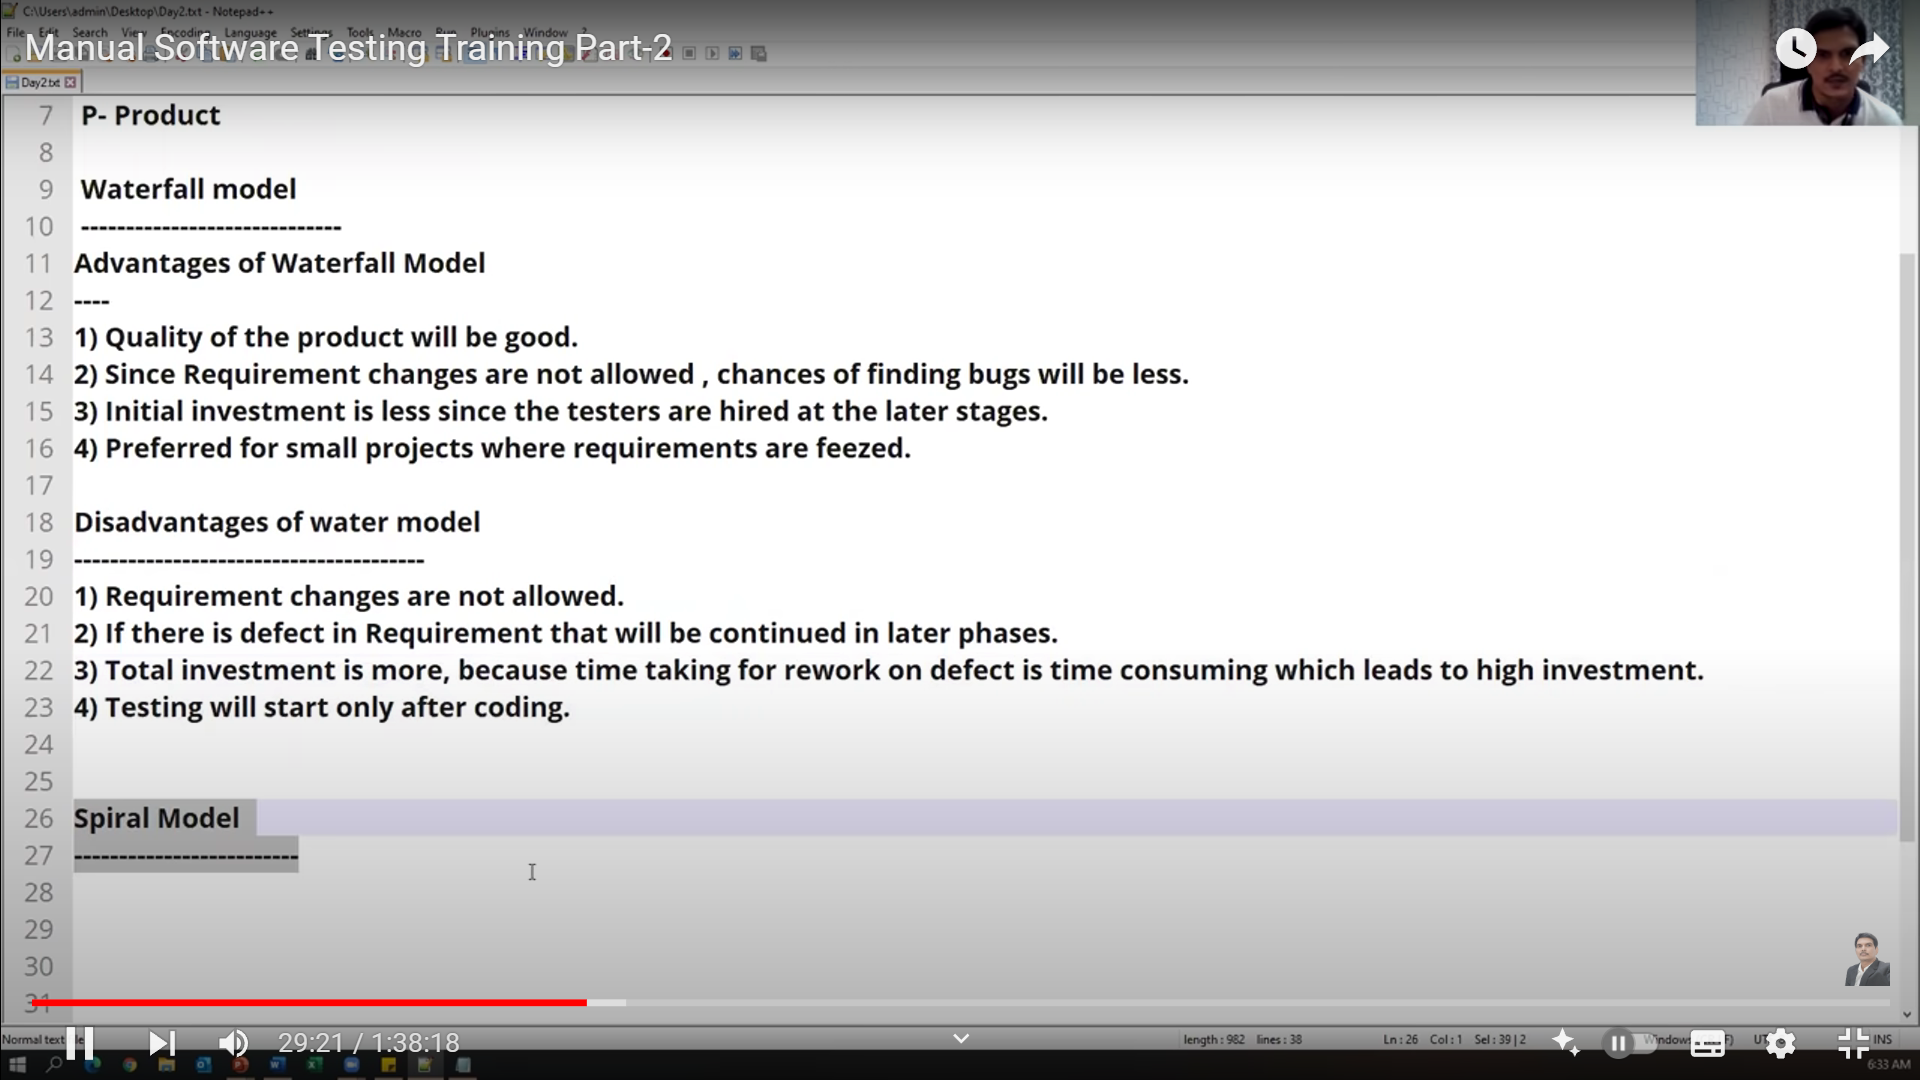 C:\Users\admin\Desktop\Day2.txt - Notepad++
File Edit Search View Encoding Language Settings Tools Macro Run Plugins Window ?
Manual Software Testing Training Part-2
Day2.txt
7 P- Product
8
9 Waterfall model
10 -----------------------------
11 Advantages of Waterfall Model
12 ----
13 1) Quality of the product will be good.
14 2) Since Requirement changes are not allowed , chances of finding bugs will be less.
15 3) Initial investment is less since the testers are hired at the later stages.
16 4) Preferred for small projects where requirements are feezed.
17
18 Disadvantages of water model
19 ---------------------------------------
20 1) Requirement changes are not allowed.
21 2) If there is defect in Requirement that will be continued in later phases.
22 3) Total investment is more, because time taking for rework on defect is time consuming which leads to high investment.
23 4) Testing will start only after coding.
24
25
26 Spiral Model
27 -------------------------
28
29
30
31
29:21 / 1:38:18
Normal text length : 982 lines : 38 Ln : 26 Col : 1 Sel : 39 | 2 Windows INS
6:33 AM